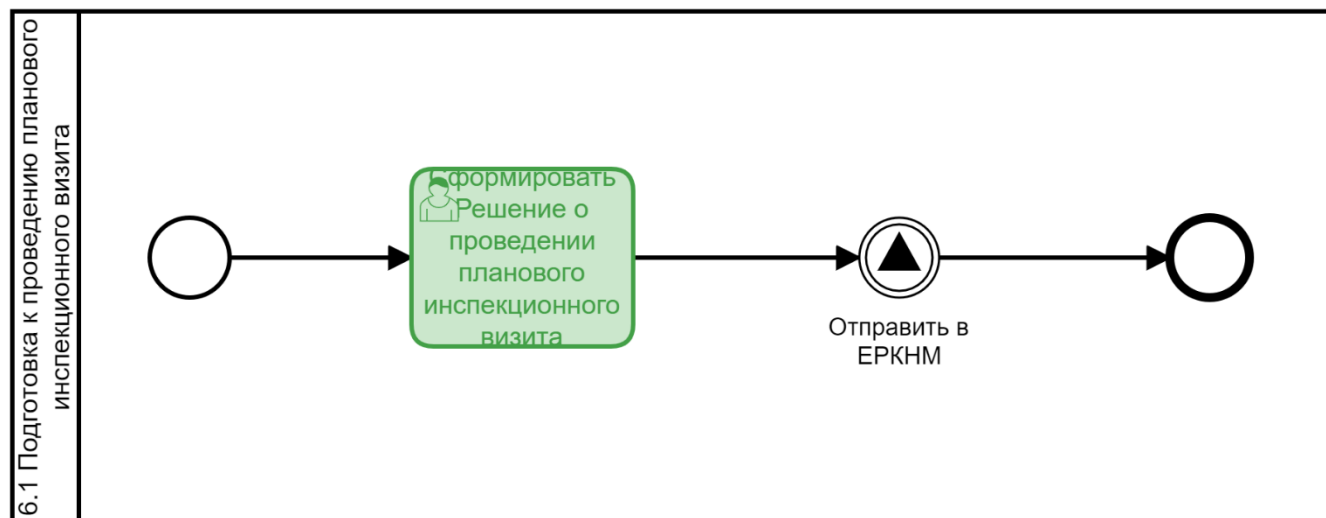 6.1 Подготовка к проведению планового
инспекционного визита
Сформировать
Решение о
проведении
планового
инспекционного
визита
Отправить в
ЕРКНМ